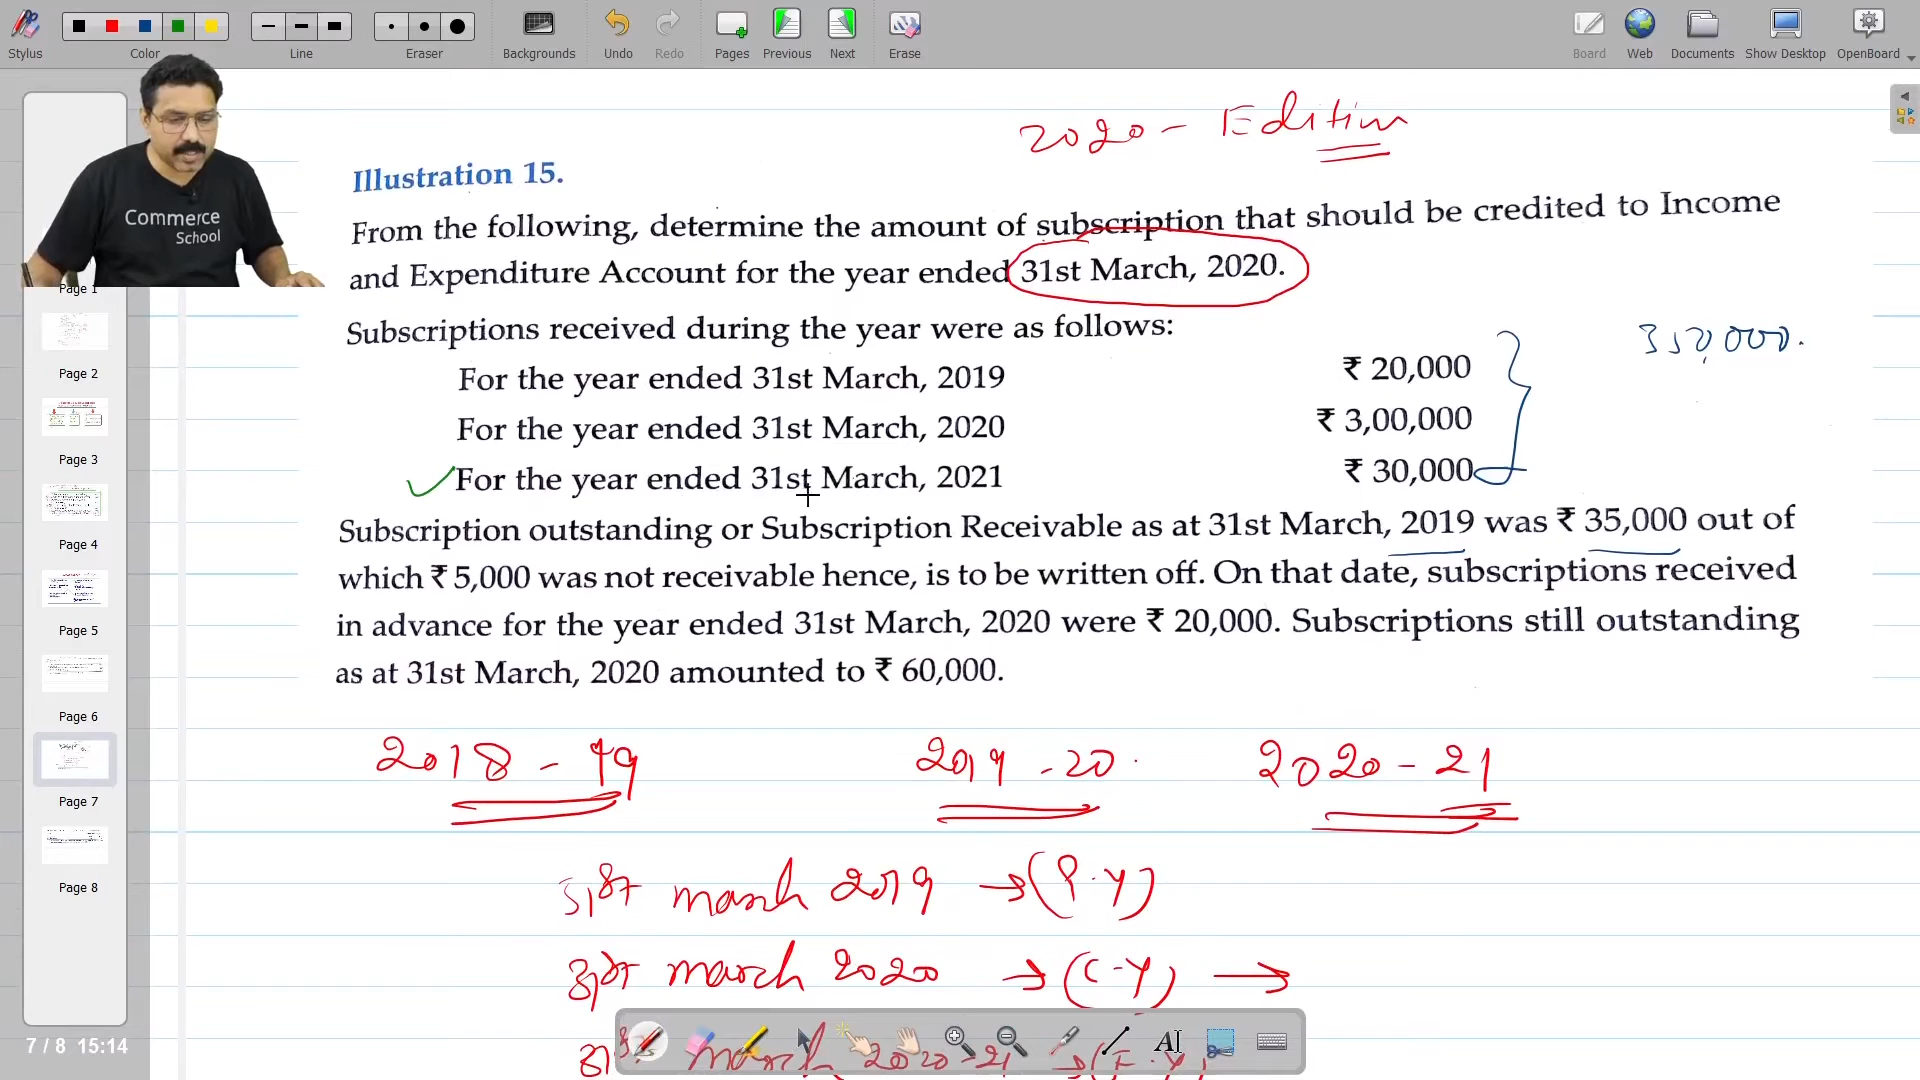 Stylus
Color
Line
Eraser
Backgrounds
Undo
Redo
Pages
Previous
Next
Erase
Board
Web
Documents
Show Desktop
OpenBoard
2020 - Edition
Commerce
School
Illustration 15.
From the following, determine the amount of subscription that should be credited to Income
and Expenditure Account for the year ended 31st March, 2020.
Subscriptions received during the year were as follows:
For the year ended 31st March, 2019 ₹ 20,000
For the year ended 31st March, 2020 ₹ 3,00,000
For the year ended 31st March, 2021 ₹ 30,000
350,000.
Subscription outstanding or Subscription Receivable as at 31st March, 2019 was ₹ 35,000 out of
which ₹ 5,000 was not receivable hence, is to be written off. On that date, subscriptions received
in advance for the year ended 31st March, 2020 were ₹ 20,000. Subscriptions still outstanding
as at 31st March, 2020 amounted to ₹ 60,000.
2018 - 19 2019 - 20 2020 - 21
31st march 2019 → (P.Y)
31st march 2020 → (C.Y) →
march 2020-21 → (F.Y)
Page 1
Page 2
Page 3
Page 4
Page 5
Page 6
Page 7
Page 8
7 / 8 15:14